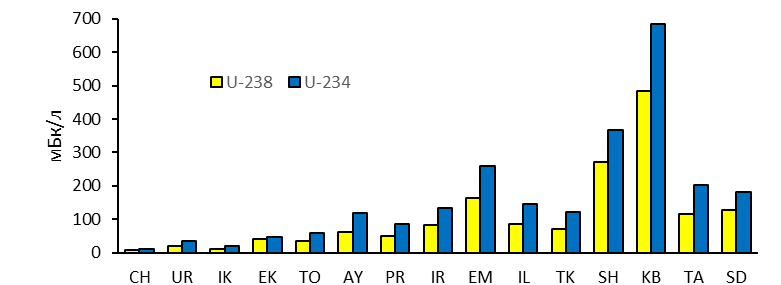 700
600
500
400
300
200
100
0
мБк/л
U-238 U-234
CH UR IK EK TO AY PR IR EM IL TK SH KB TA SD